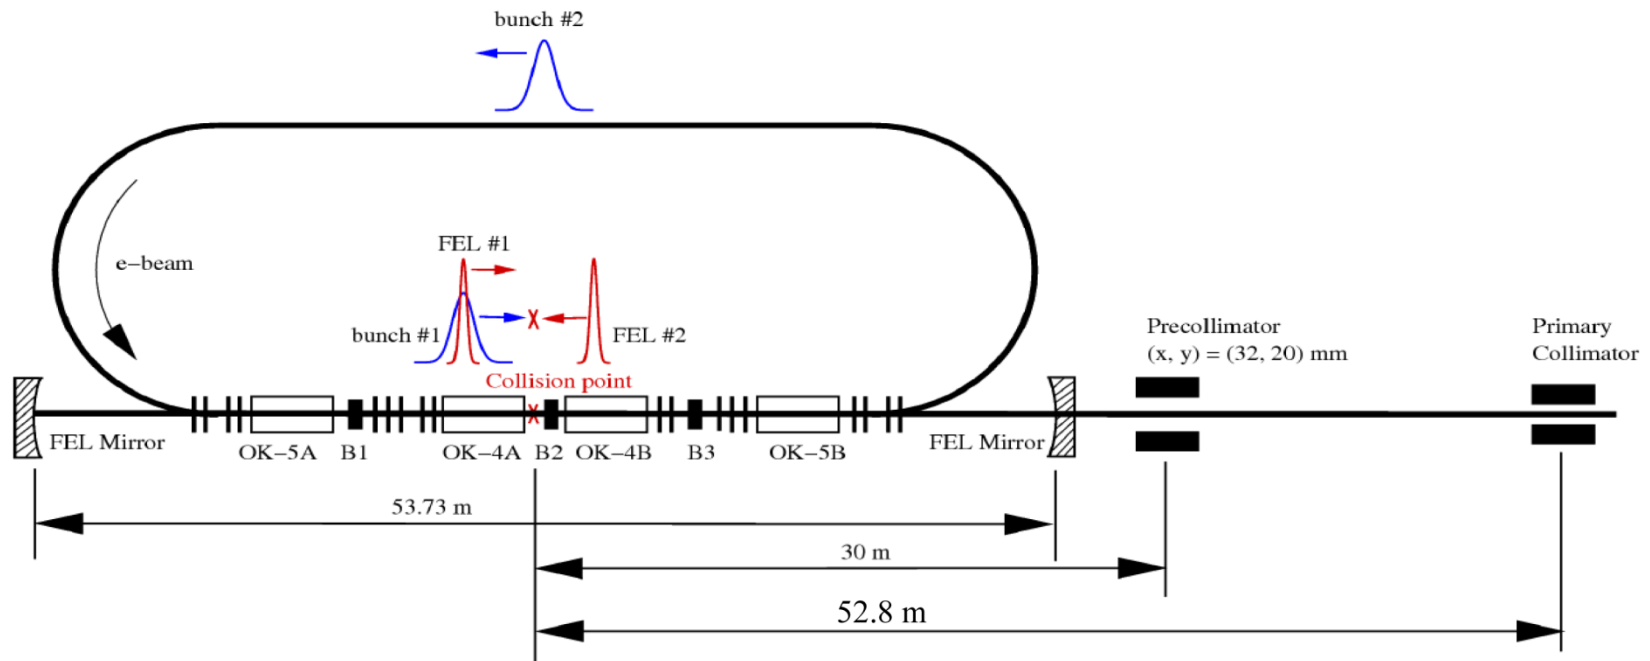 bunch #2
e−beam
FEL #1
bunch #1
FEL #2
Collision point
Precollimator
(x, y) = (32, 20) mm
Primary
Collimator
FEL Mirror
OK−5A
B1
OK−4A
B2
OK−4B
B3
OK−5B
FEL Mirror
53.73 m
30 m
52.8 m